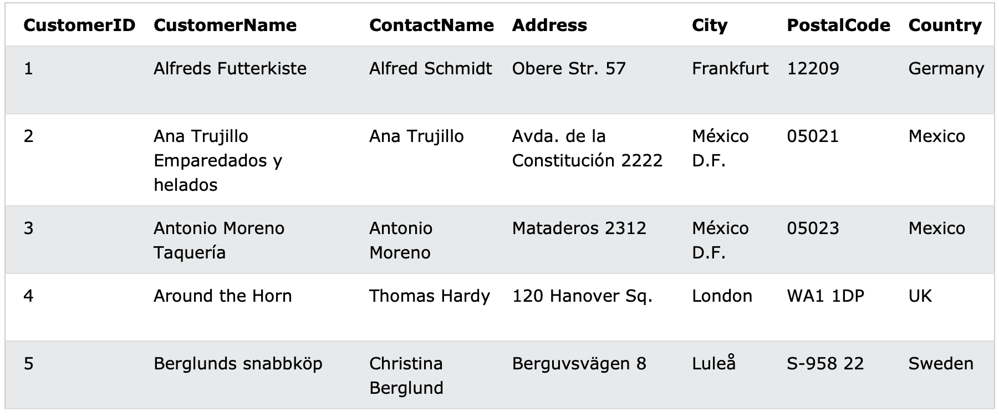 CustomerID CustomerName ContactName Address City PostalCode Country
1 Alfreds Futterkiste Alfred Schmidt Obere Str. 57 Frankfurt 12209 Germany
2 Ana Trujillo Ana Trujillo Avda. de la México 05021 Mexico
Emparedados y Constitución 2222 D.F.
helados
3 Antonio Moreno Antonio Mataderos 2312 México 05023 Mexico
Taquería Moreno D.F.
4 Around the Horn Thomas Hardy 120 Hanover Sq. London WA1 1DP UK
5 Berglunds snabbköp Christina Berguvsvägen 8 Luleå S-958 22 Sweden
Berglund